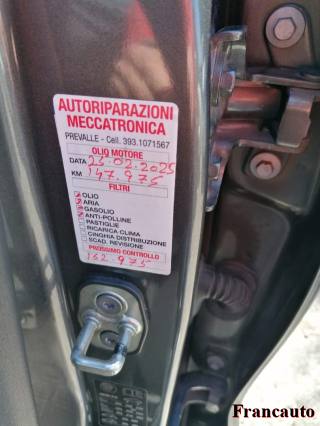 AUTORIPARAZIONI
MECCATRONICA
PREVALLE - Cell. 393.1071567
OLIO MOTORE
DATA 25.02.2025
KM 147.975
FILTRI
OLIO
ARIA
GASOLIO
ANTI-POLLINE
PASTIGLIE
RICARICA CLIMA
CINGHIA DISTRIBUZIONE
SCAD. REVISIONE
PROSSIMO CONTROLLO
162.975
Francauto